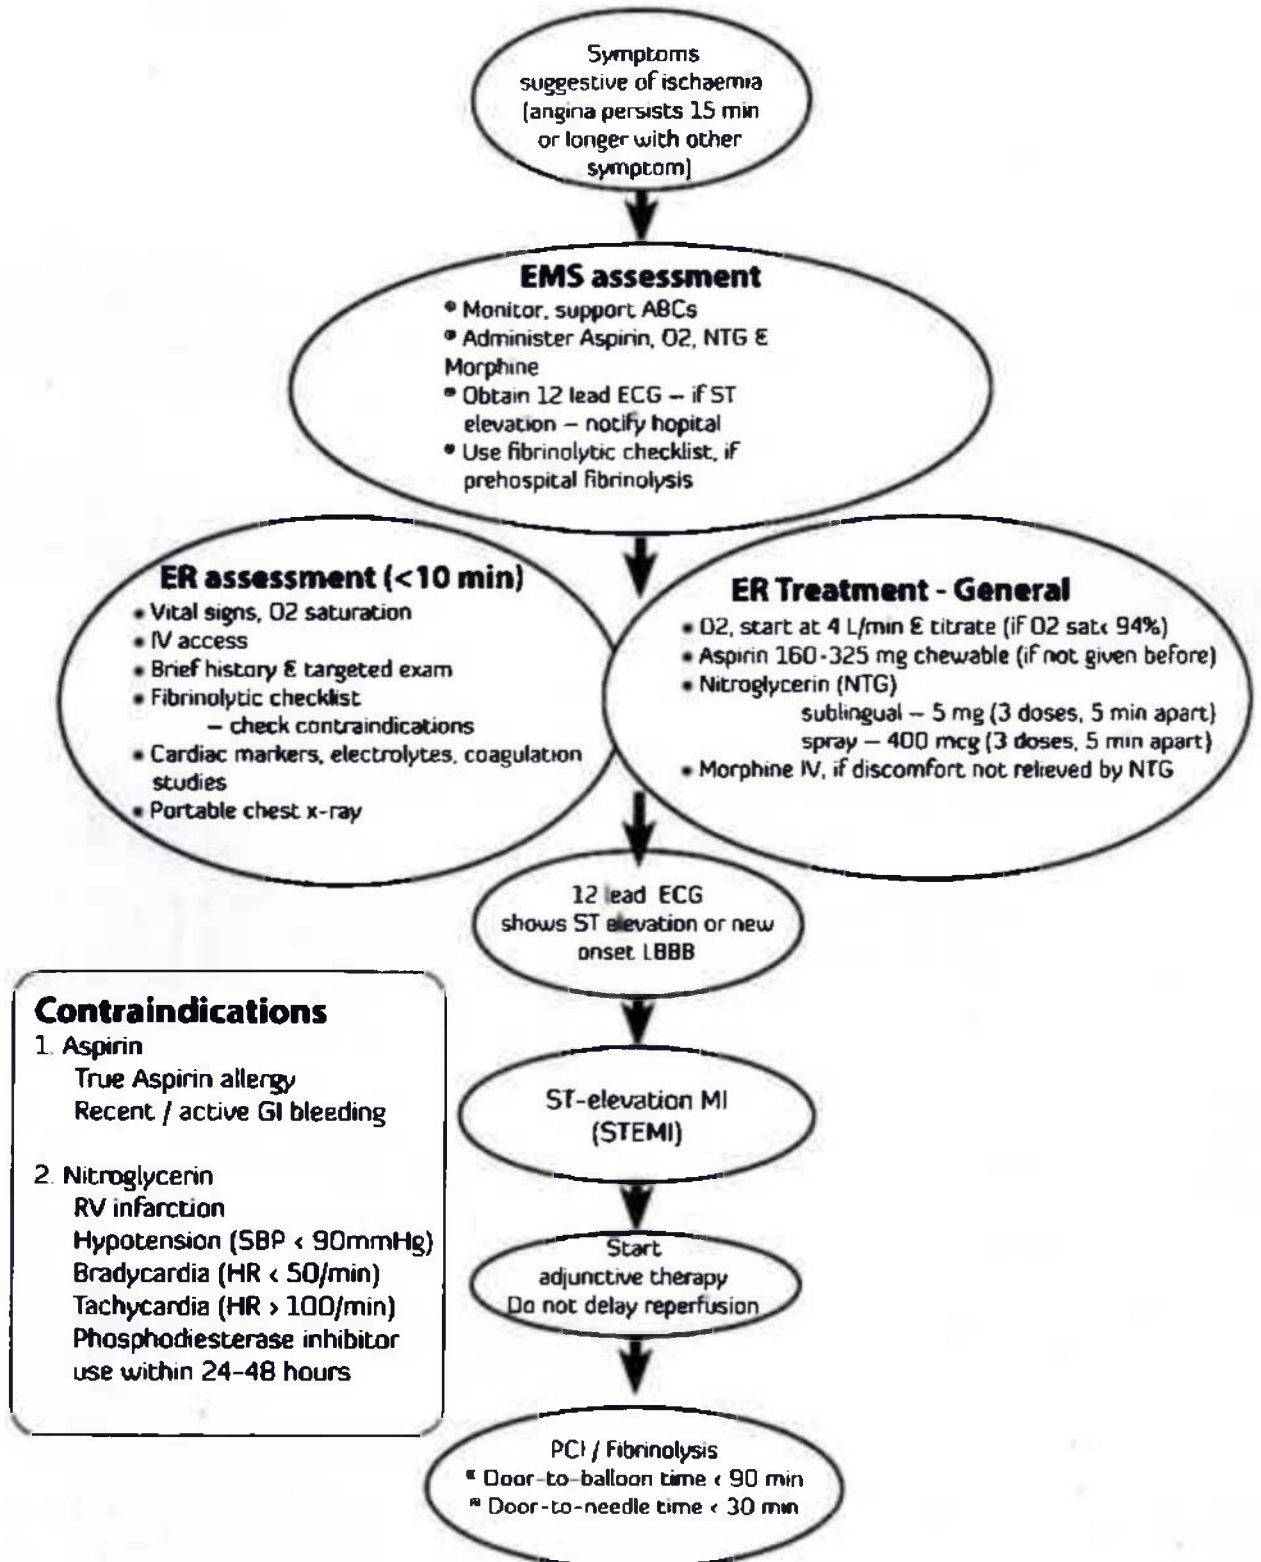 Symptoms
suggestive of ischaemia
(angina persists 15 min
or longer with other
symptom)
EMS assessment
• Monitor, support ABCs
• Administer Aspirin, O2, NTG &
Morphine
• Obtain 12 lead ECG – if ST
elevation – notify hopital
• Use fibrinolytic checklist, if
prehospital fibrinolysis
ER assessment (<10 min)
• Vital signs, O2 saturation
• IV access
• Brief history & targeted exam
• Fibrinolytic checklist
– check contraindications
• Cardiac markers, electrolytes, coagulation
studies
• Portable chest x-ray
ER Treatment - General
• O2, start at 4 L/min & titrate (if O2 sat< 94%)
• Aspirin 160-325 mg chewable (if not given before)
• Nitroglycerin (NTG)
sublingual – 5 mg (3 doses, 5 min apart)
spray – 400 mcg (3 doses, 5 min apart)
• Morphine IV, if discomfort not relieved by NTG
12 lead ECG
shows ST elevation or new
onset LBBB
Contraindications
1. Aspirin
True Aspirin allergy
Recent / active GI bleeding
2. Nitroglycerin
RV infarction
Hypotension (SBP < 90mmHg)
Bradycardia (HR < 50/min)
Tachycardia (HR > 100/min)
Phosphodiesterase inhibitor
use within 24-48 hours
ST-elevation MI
(STEMI)
Start
adjunctive therapy
Do not delay reperfusion
PCI / Fibrinolysis
• Door-to-balloon time < 90 min
• Door-to-needle time < 30 min